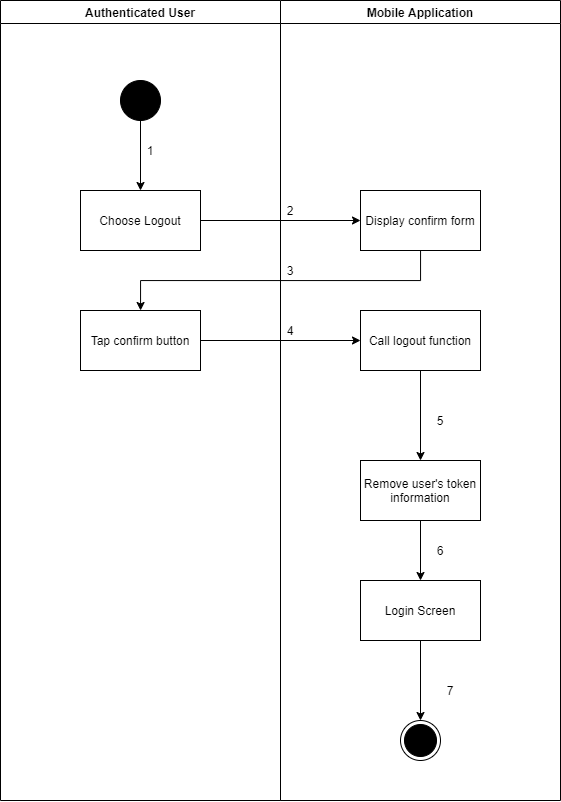 Authenticated User
Mobile Application
1
Choose Logout
2
Display confirm form
3
Tap confirm button
4
Call logout function
5
Remove user's token
information
6
Login Screen
7